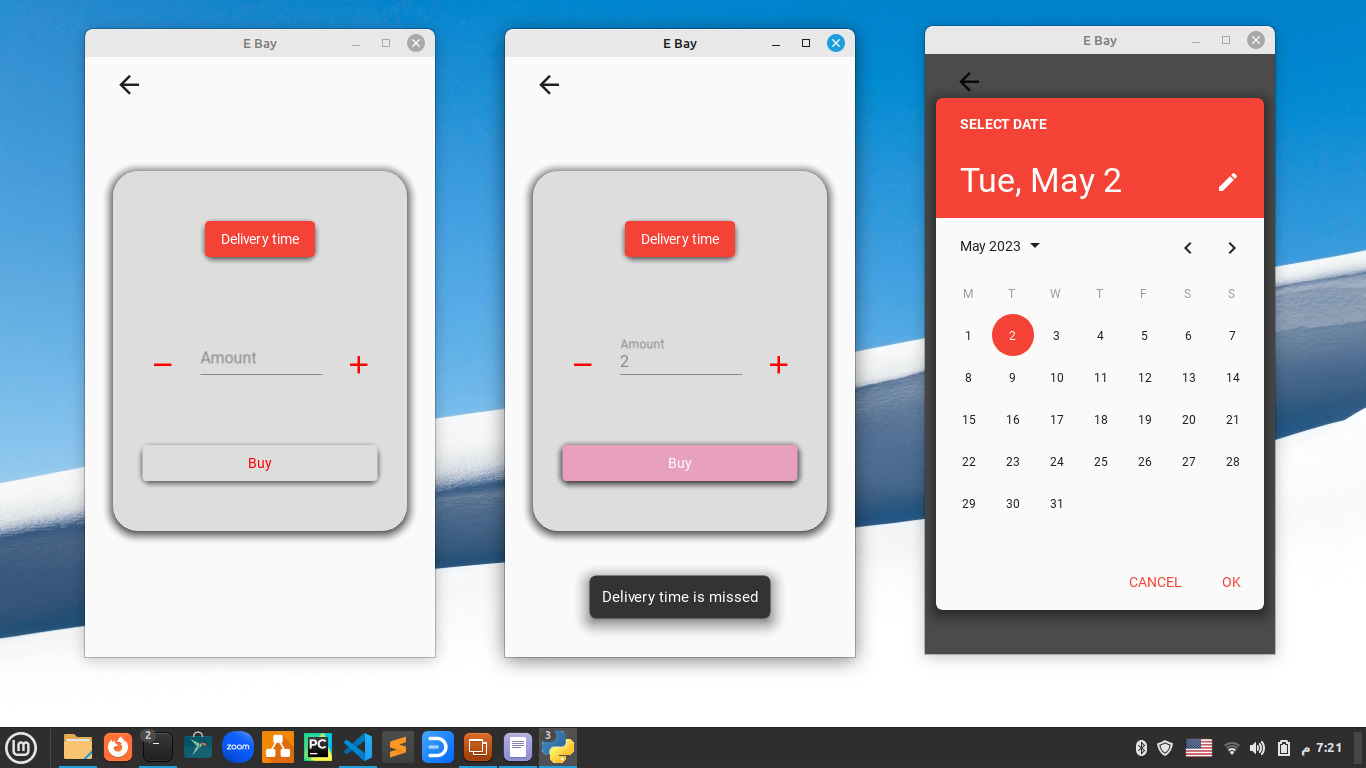 E Bay
Delivery time
Amount
Buy
E Bay
Delivery time
Amount
2
Buy
Delivery time is missed
E Bay
SELECT DATE
Tue, May 2
May 2023
M T W T F S S
1 2 3 4 5 6 7
8 9 10 11 12 13 14
15 16 17 18 19 20 21
22 23 24 25 26 27 28
29 30 31
CANCEL OK
2 zoom PC 3 م 7:21